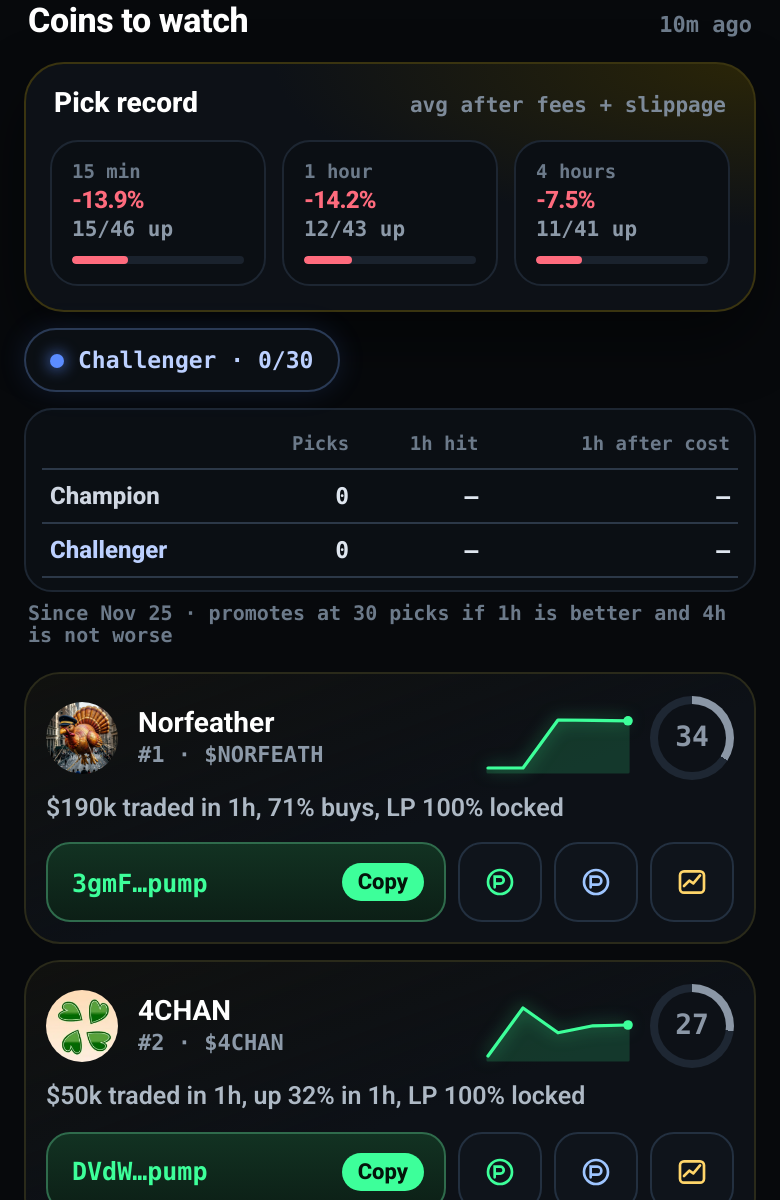 Coins to watch
10m ago
Pick record
avg after fees + slippage
15 min
-13.9%
15/46 up
1 hour
-14.2%
12/43 up
4 hours
-7.5%
11/41 up
Challenger · 0/30
Picks 1h hit 1h after cost
Champion 0 — —
Challenger 0 — —
Since Nov 25 · promotes at 30 picks if 1h is better and 4h
is not worse
Norfeather
#1 · $NORFEATH
34
$190k traded in 1h, 71% buys, LP 100% locked
3gmF…pump
Copy
4CHAN
#2 · $4CHAN
27
$50k traded in 1h, up 32% in 1h, LP 100% locked
DVdW…pump
Copy